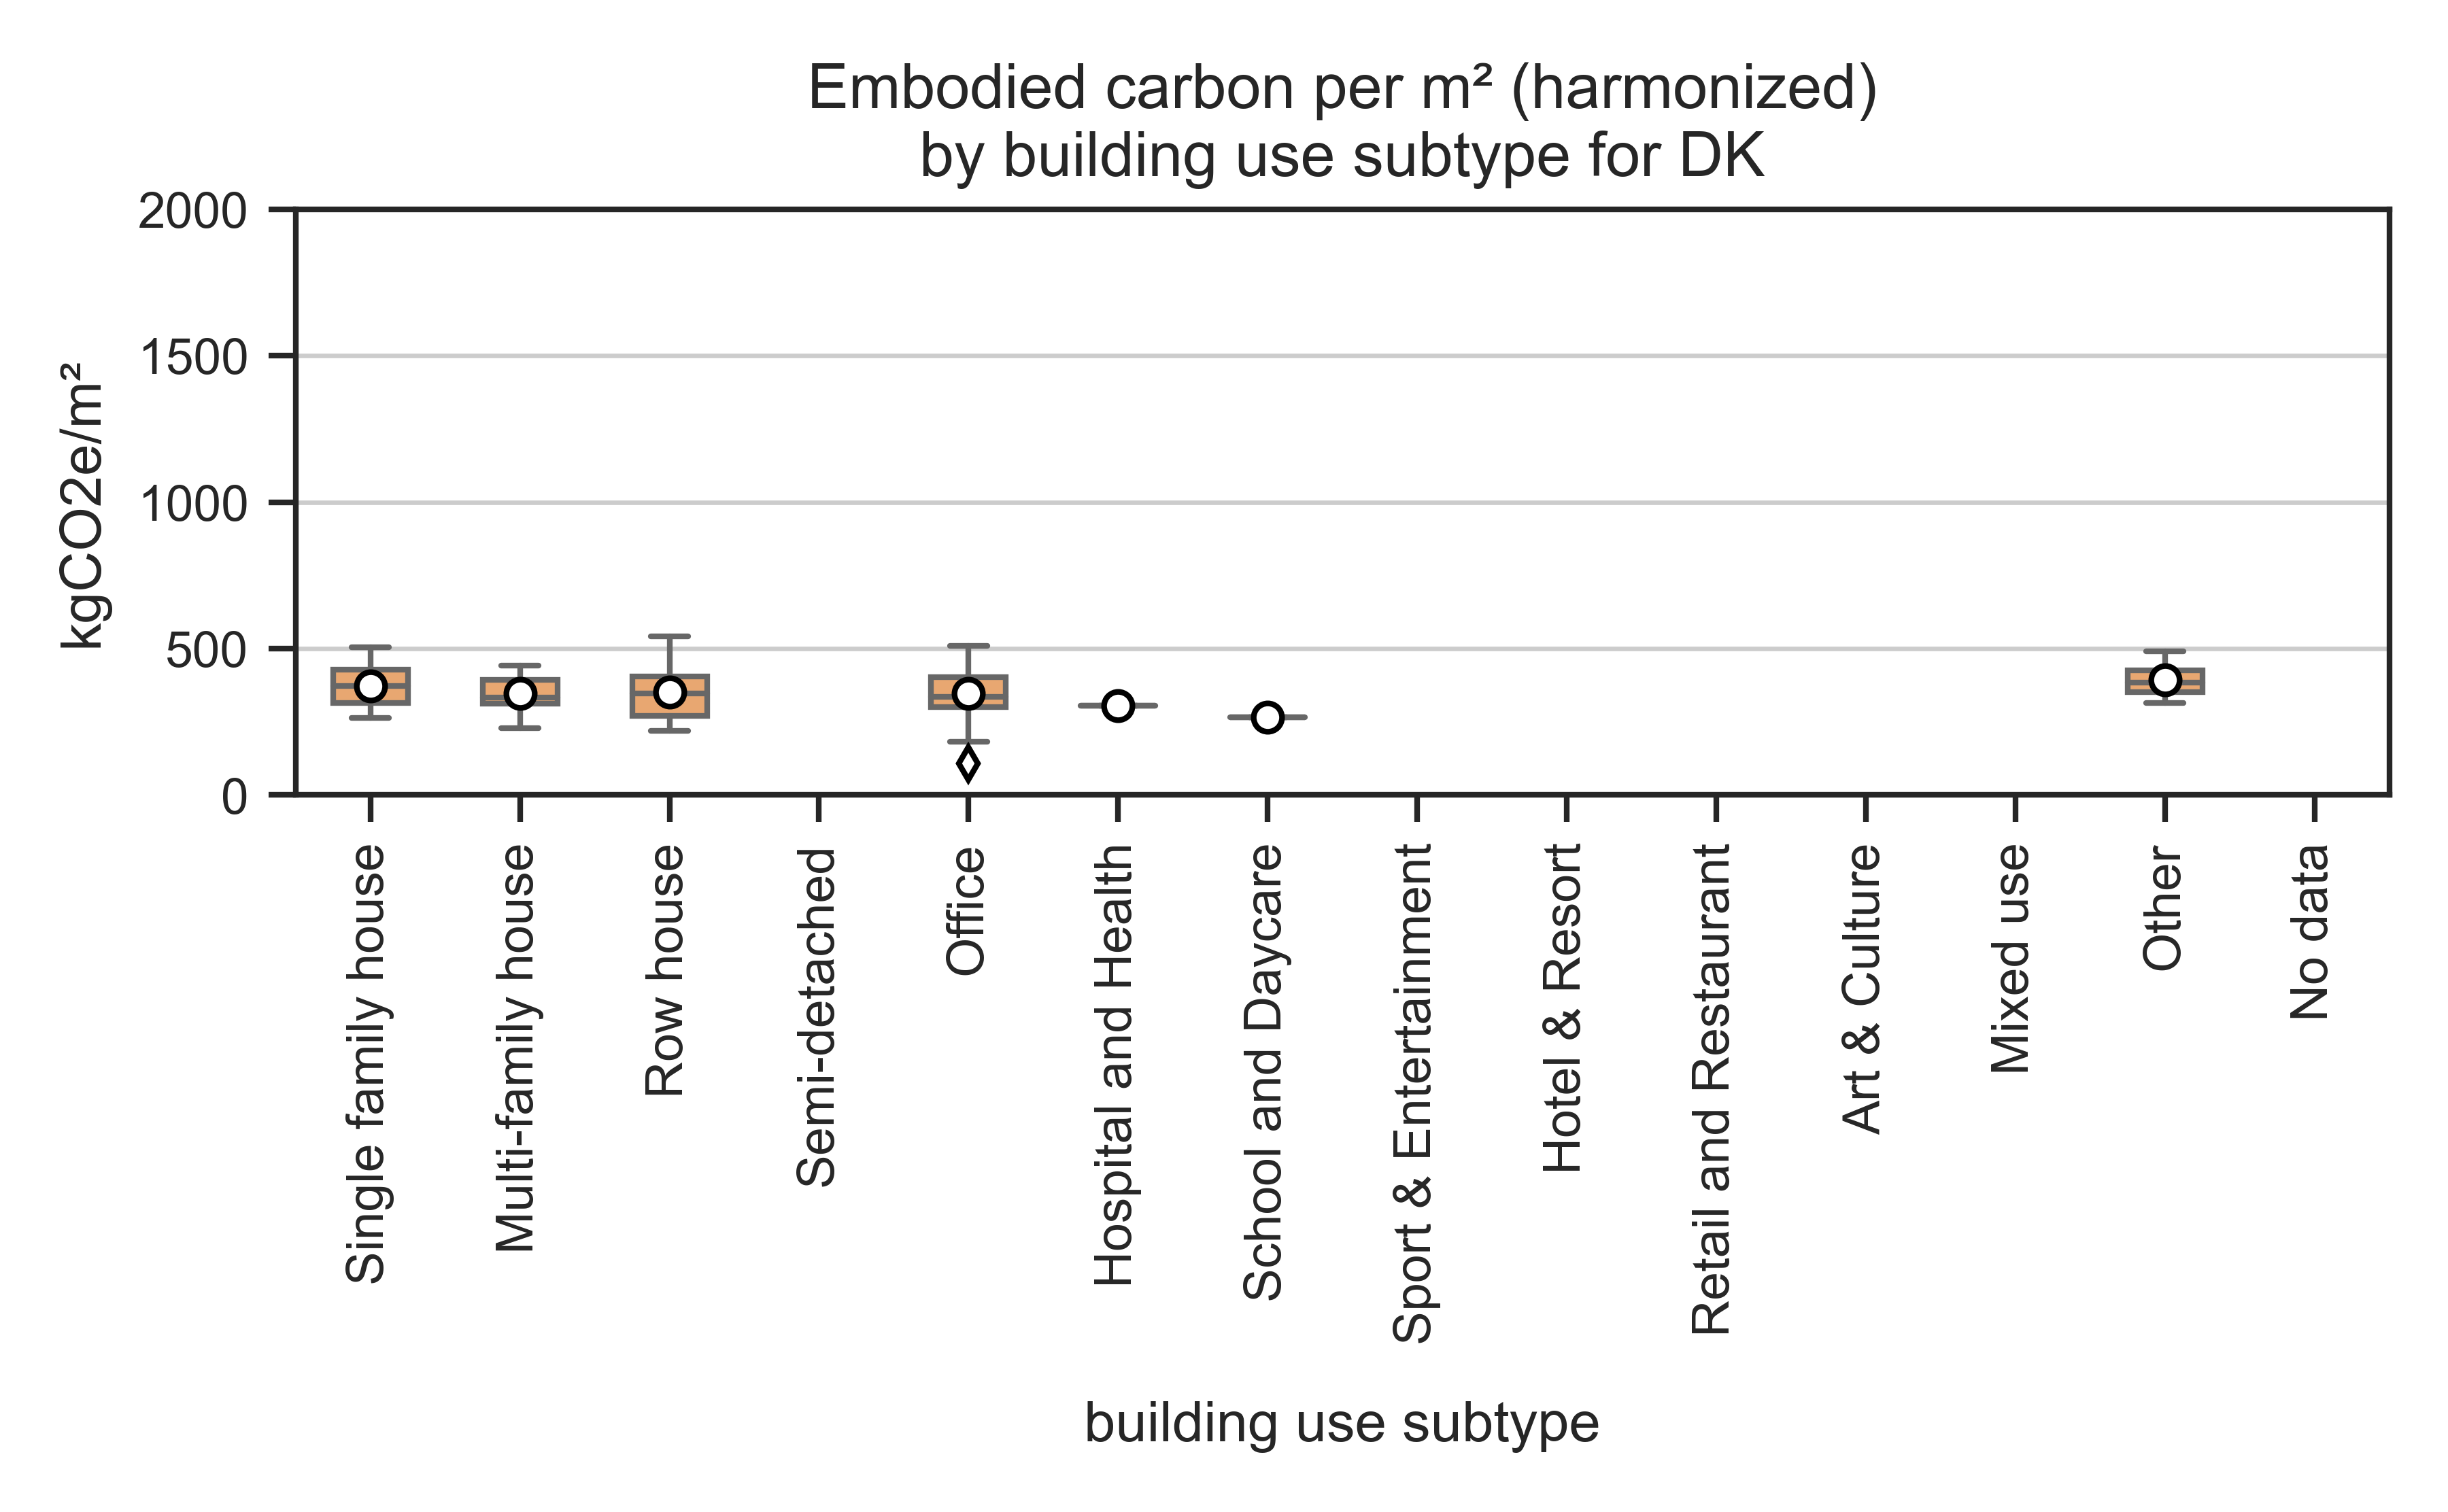 Embodied carbon per m² (harmonized)
by building use subtype for DK
kgCO2e/m²
2000
1500
1000
500
0
Single family house
Multi-family house
Row house
Semi-detached
Office
Hospital and Health
School and Daycare
Sport & Entertainment
Hotel & Resort
Retail and Restaurant
Art & Culture
Mixed use
Other
No data
building use subtype